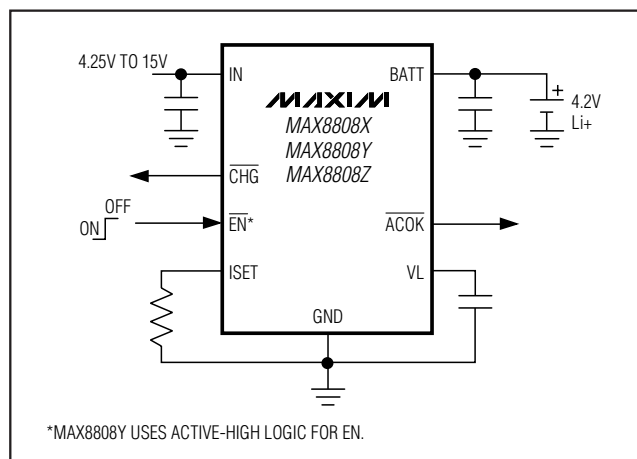 4.25V TO 15V
IN
BATT
MAXIM
MAX8808X
MAX8808Y
MAX8808Z
+
4.2V
Li+
CHG
OFF
ON
EN*
ACOK
ISET
VL
GND
*MAX8808Y USES ACTIVE-HIGH LOGIC FOR EN.